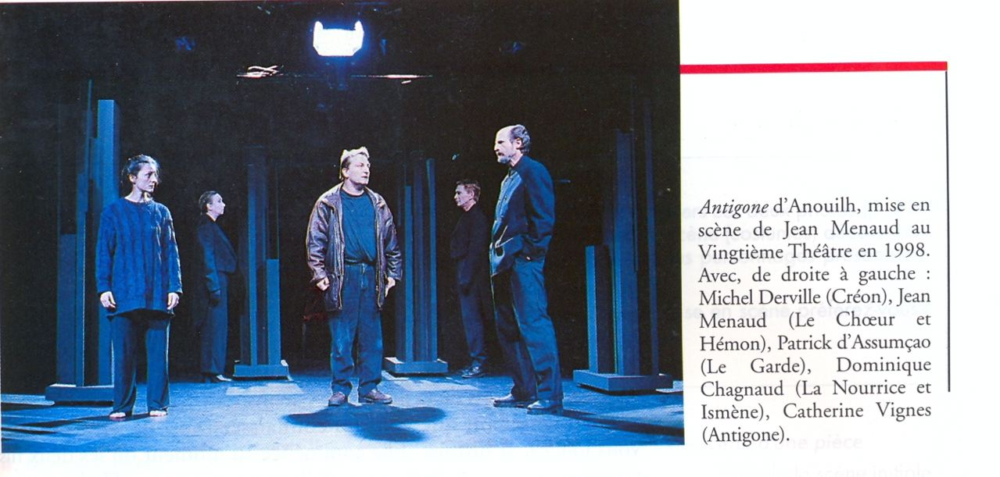 Antigone d'Anouilh, mise en
scène de Jean Menaud au
Vingtième Théâtre en 1998.
Avec, de droite à gauche :
Michel Derville (Créon), Jean
Menaud (Le Chœur et
Hémon), Patrick d'Assumçao
(Le Garde), Dominique
Chagnaud (La Nourrice et
Ismène), Catherine Vignes
(Antigone).